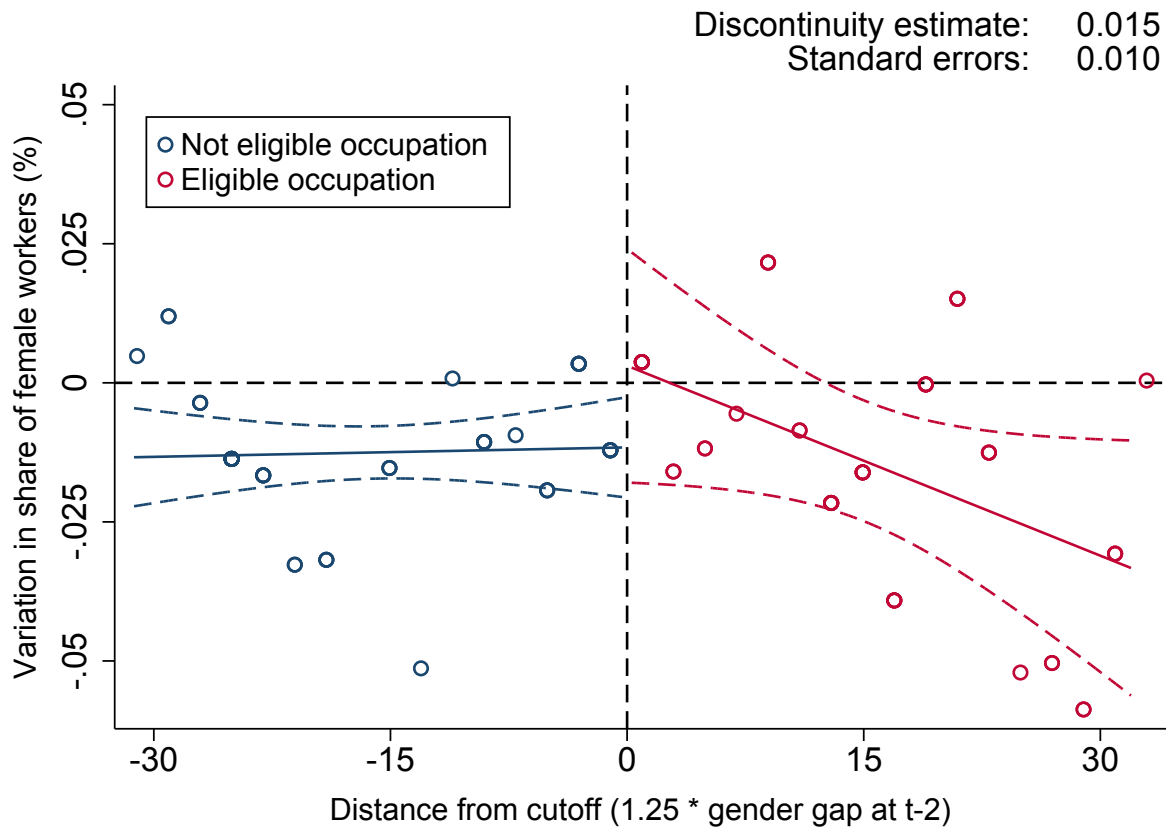 Discontinuity estimate: 0.015
Standard errors: 0.010
Variation in share of female workers (%)
.05
.025
0
-.025
-.05
Not eligible occupation
Eligible occupation
-30 -15 0 15 30
Distance from cutoff (1.25 * gender gap at t-2)